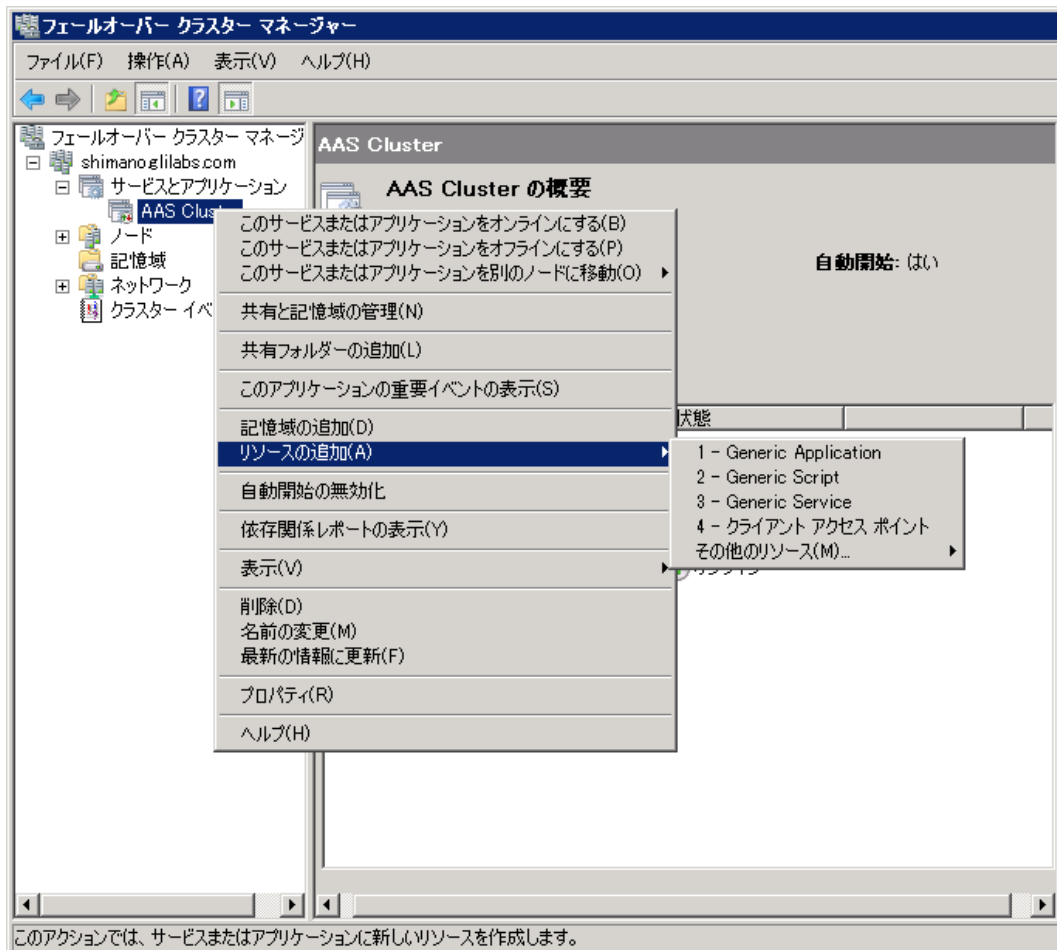 フェールオーバー クラスター マネージャー
ファイル(F) 操作(A) 表示(V) ヘルプ(H)
フェールオーバー クラスター マネージ
shimano.glilabs.com
サービスとアプリケーション
AAS Clus
ノード
記憶域
ネットワーク
クラスター イベ
AAS Cluster
AAS Cluster の概要
自動開始: はい
状態
このサービスまたはアプリケーションをオンラインにする(B)
このサービスまたはアプリケーションをオフラインにする(P)
このサービスまたはアプリケーションを別のノードに移動(O)
共有と記憶域の管理(N)
共有フォルダーの追加(L)
このアプリケーションの重要イベントの表示(S)
記憶域の追加(D)
リソースの追加(A)
自動開始の無効化
依存関係レポートの表示(Y)
表示(V)
削除(D)
名前の変更(M)
最新の情報に更新(F)
プロパティ(R)
ヘルプ(H)
1 - Generic Application
2 - Generic Script
3 - Generic Service
4 - クライアント アクセス ポイント
その他のリソース(M)...
このアクションでは、サービスまたはアプリケーションに新しいリソースを作成します。